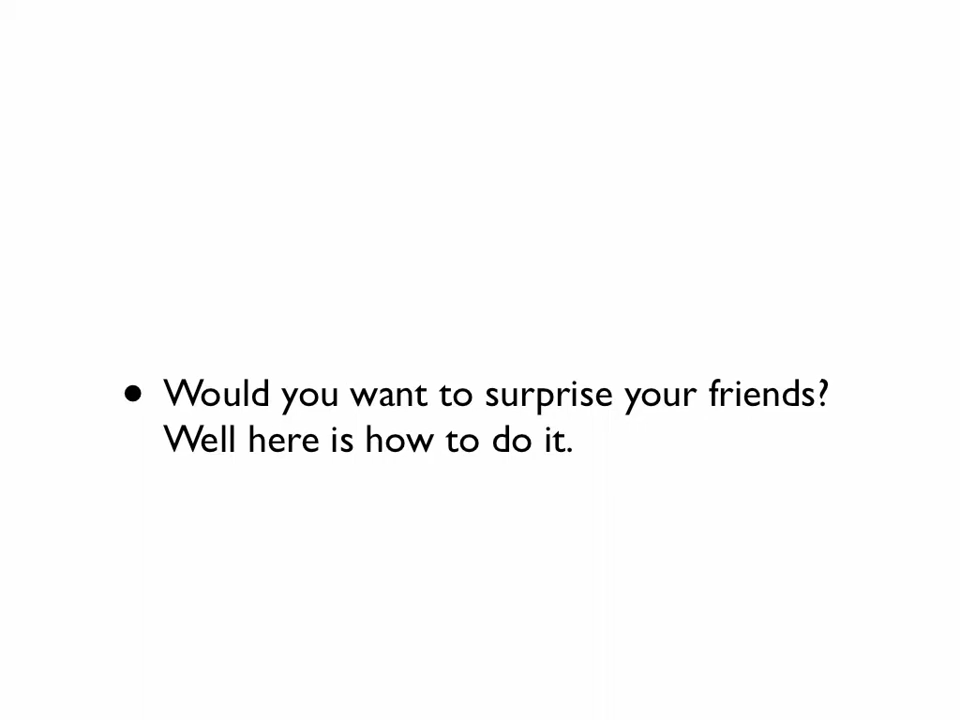 • Would you want to surprise your friends?
Well here is how to do it.